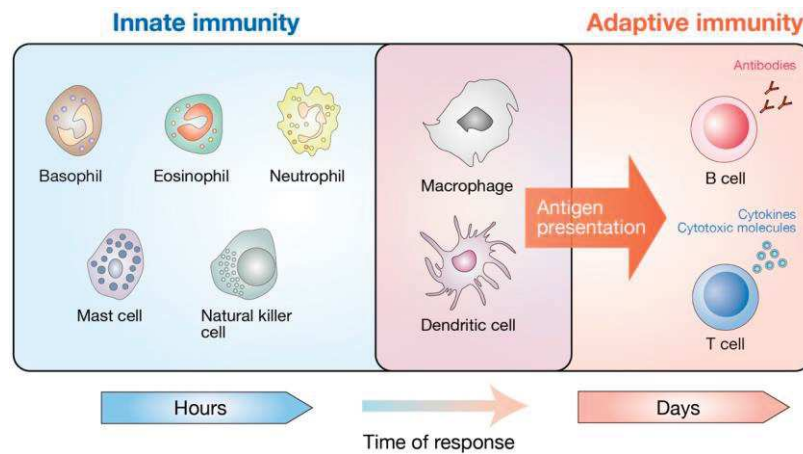 Innate immunity
Adaptive immunity
Basophil
Eosinophil
Neutrophil
Mast cell
Natural killer
cell
Macrophage
Dendritic cell
Antigen
presentation
Antibodies
B cell
Cytokines
Cytotoxic molecules
T cell
Hours
Time of response
Days